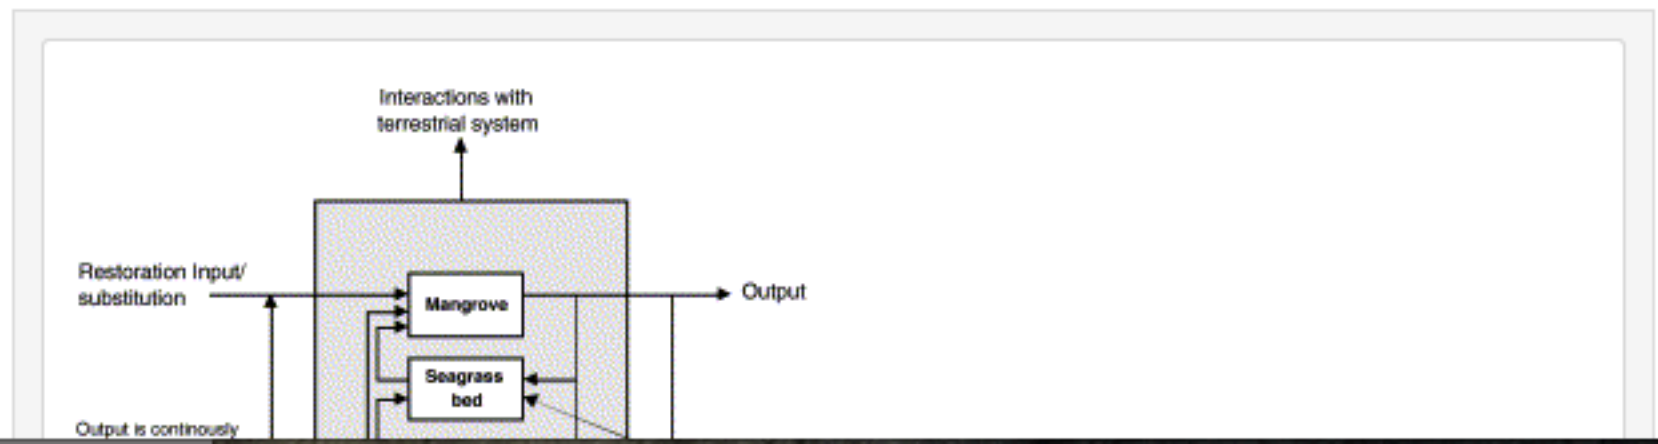 Interactions with
terrestrial system
Restoration Input/
substitution
Mangrove
Output
Seagrass
bed
Output is continously